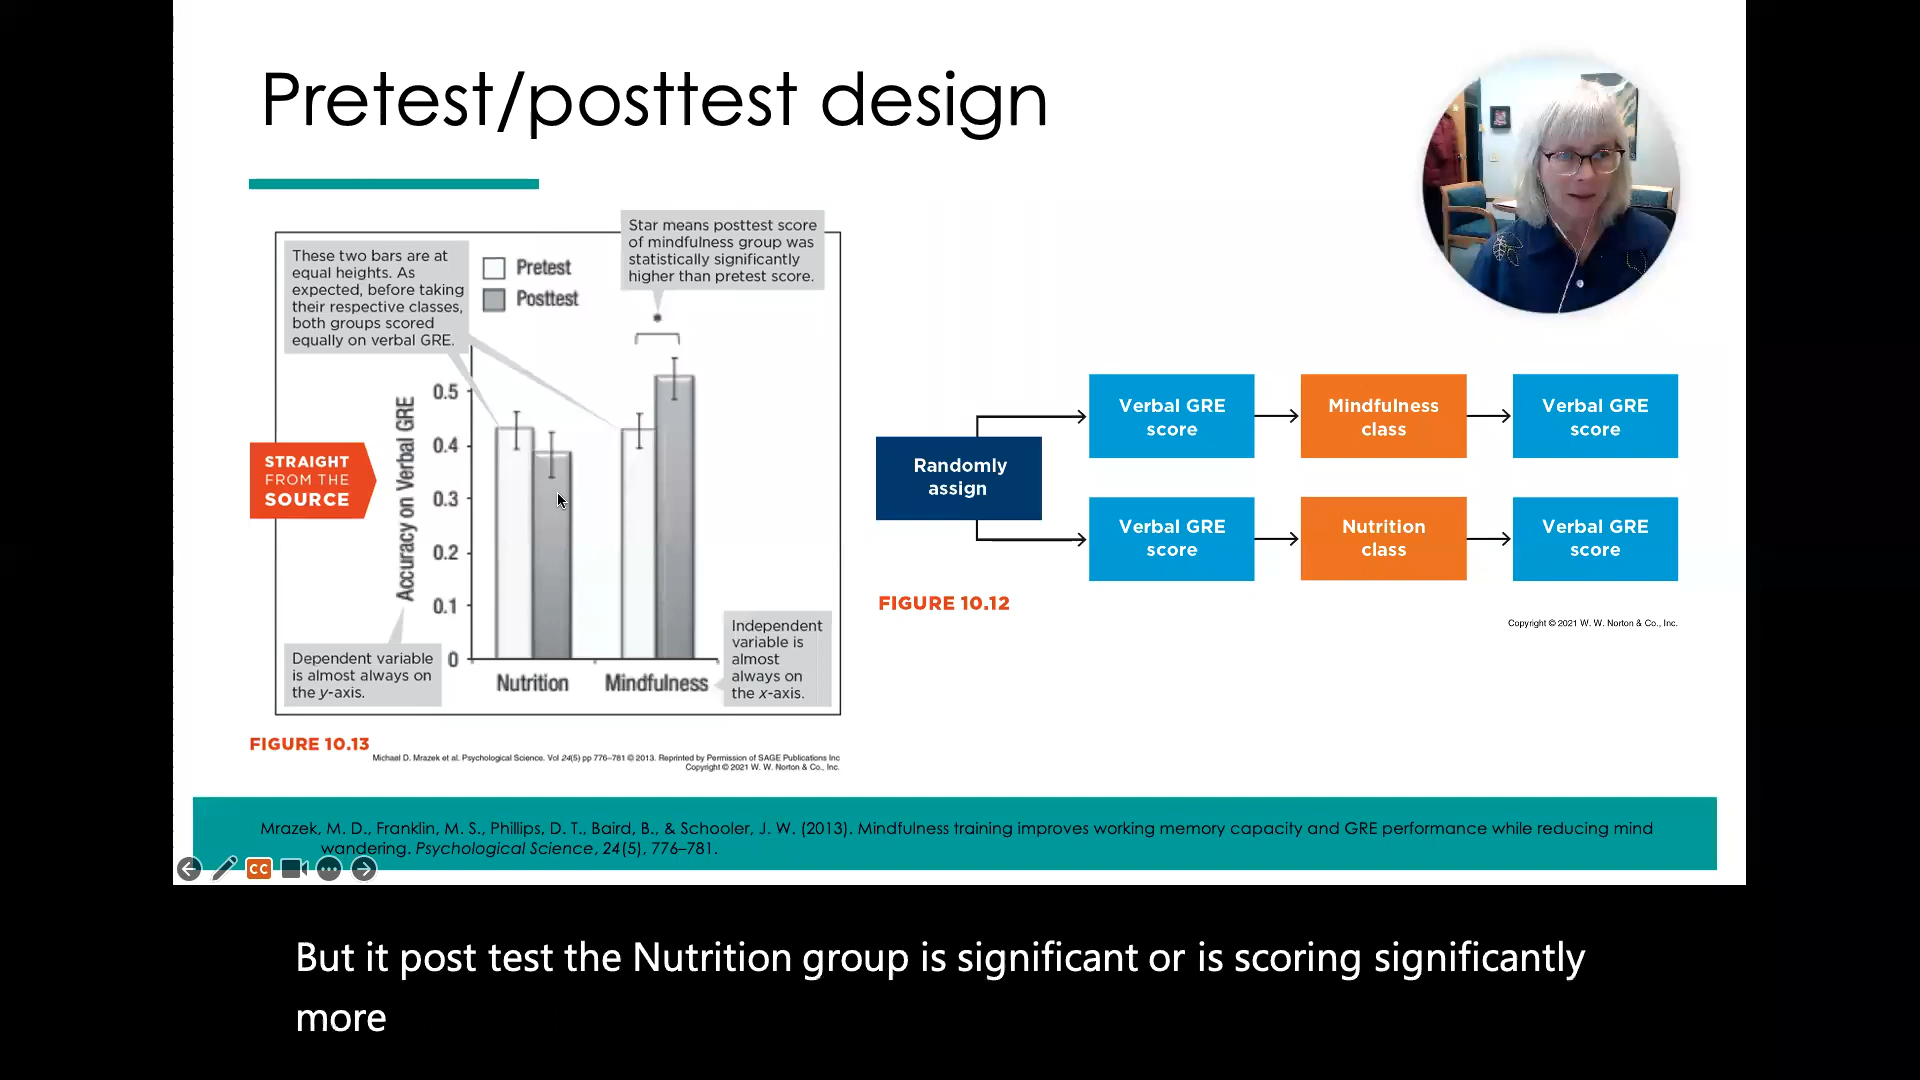 Pretest/posttest design
These two bars are at
equal heights. As
expected, before taking
their respective classes,
both groups scored
equally on verbal GRE.
Pretest
Posttest
Star means posttest score
of mindfulness group was
statistically significantly
higher than pretest score.
*
STRAIGHT
FROM THE
SOURCE
Accuracy on Verbal GRE
0.5
0.4
0.3
0.2
0.1
0
Nutrition
Mindfulness
Dependent variable
is almost always on
the y-axis.
Independent
variable is
almost
always on
the x-axis.
FIGURE 10.13
Michael D. Mrazek et al. Psychological Science. Vol 24(5) pp 776–781 © 2013. Reprinted by Permission of SAGE Publications Inc
Copyright © 2021 W. W. Norton & Co., Inc.
Randomly
assign
Verbal GRE
score
Mindfulness
class
Verbal GRE
score
Verbal GRE
score
Nutrition
class
Verbal GRE
score
FIGURE 10.12
Copyright © 2021 W. W. Norton & Co., Inc.
Mrazek, M. D., Franklin, M. S., Phillips, D. T., Baird, B., & Schooler, J. W. (2013). Mindfulness training improves working memory capacity and GRE performance while reducing mind
wandering. Psychological Science, 24(5), 776–781.
CC
But it post test the Nutrition group is significant or is scoring significantly
more